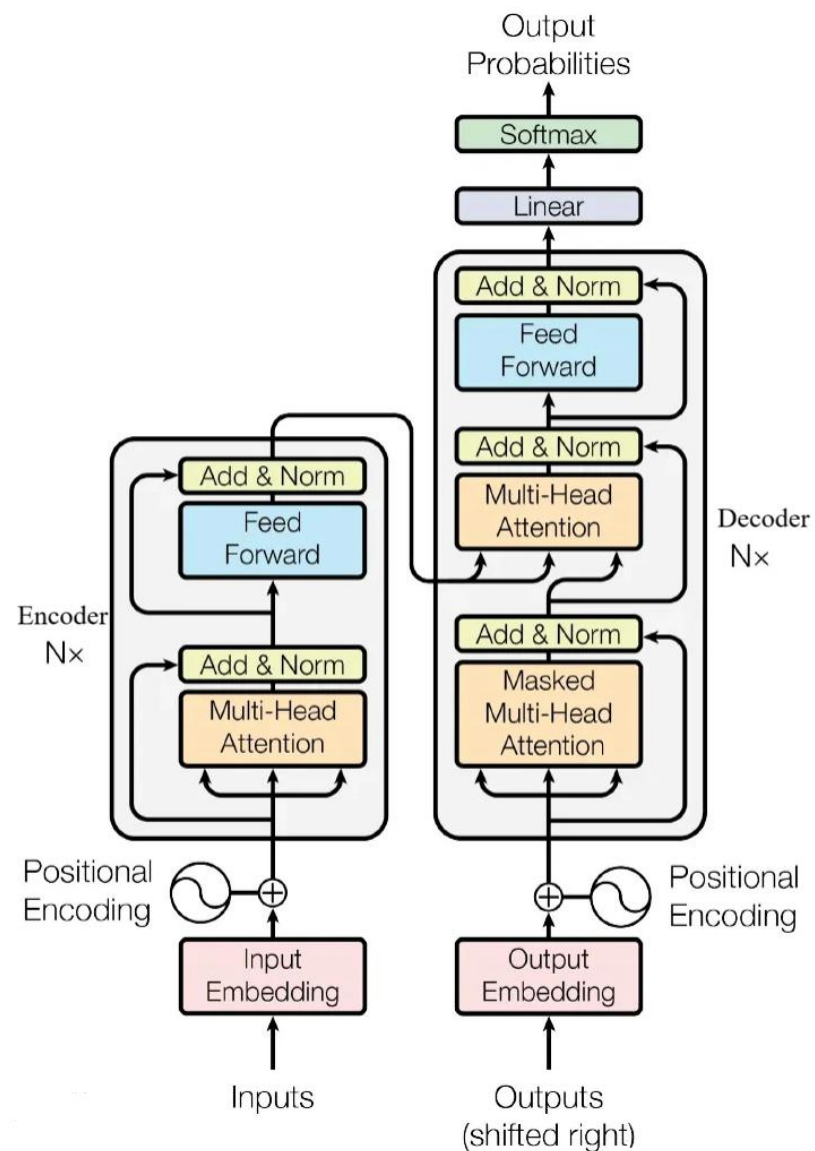 Output
Probabilities
Softmax
Linear
Add & Norm
Feed
Forward
Add & Norm
Multi-Head
Attention
Decoder
N×
Add & Norm
Masked
Multi-Head
Attention
Add & Norm
Feed
Forward
Encoder
N×
Add & Norm
Multi-Head
Attention
Positional
Encoding
Positional
Encoding
Input
Embedding
Output
Embedding
Inputs
Outputs
(shifted right)